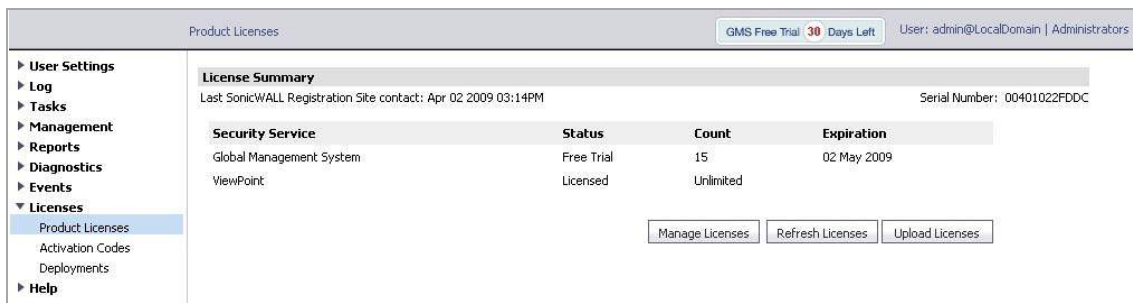 Product Licenses
GMS Free Trial 30 Days Left
User: admin@LocalDomain | Administrators
User Settings
Log
Tasks
Management
Reports
Diagnostics
Events
Licenses
Product Licenses
Activation Codes
Deployments
Help
License Summary
Last SonicWALL Registration Site contact: Apr 02 2009 03:14PM Serial Number: 00401022FDDC
Security Service Status Count Expiration
Global Management System Free Trial 15 02 May 2009
ViewPoint Licensed Unlimited
Manage Licenses Refresh Licenses Upload Licenses